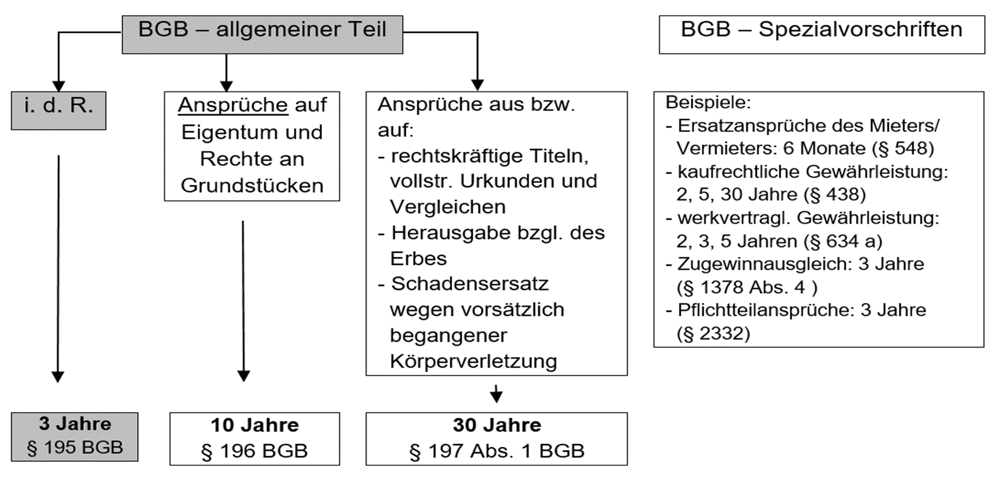 BGB – allgemeiner Teil
BGB – Spezialvorschriften
i. d. R.
Ansprüche auf
Eigentum und
Rechte an
Grundstücken
Ansprüche aus bzw.
auf:
- rechtskräftige Titeln,
vollstr. Urkunden und
Vergleichen
- Herausgabe bzgl. des
Erbes
- Schadensersatz
wegen vorsätzlich
begangener
Körperverletzung
Beispiele:
- Ersatzansprüche des Mieters/
Vermieters: 6 Monate (§ 548)
- kaufrechtliche Gewährleistung:
2, 5, 30 Jahre (§ 438)
- werkvertragl. Gewährleistung:
2, 3, 5 Jahren (§ 634 a)
- Zugewinnausgleich: 3 Jahre
(§ 1378 Abs. 4 )
- Pflichtteilansprüche: 3 Jahre
(§ 2332)
3 Jahre
§ 195 BGB
10 Jahre
§ 196 BGB
30 Jahre
§ 197 Abs. 1 BGB